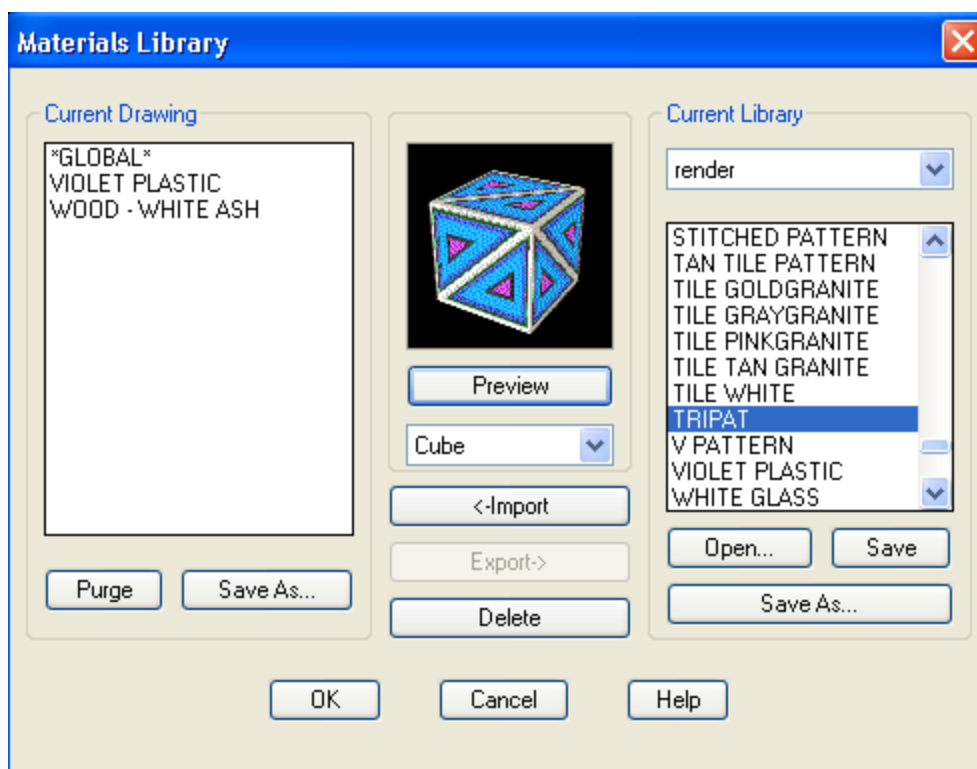 Materials Library
Current Drawing
*GLOBAL*
VIOLET PLASTIC
WOOD - WHITE ASH
Purge
Save As...
Preview
Cube
<-Import
Export->
Delete
Current Library
render
STITCHED PATTERN
TAN TILE PATTERN
TILE GOLDGRANITE
TILE GRAYGRANITE
TILE PINKGRANITE
TILE TAN GRANITE
TILE WHITE
TRIPAT
V PATTERN
VIOLET PLASTIC
WHITE GLASS
Open...
Save
Save As...
OK
Cancel
Help